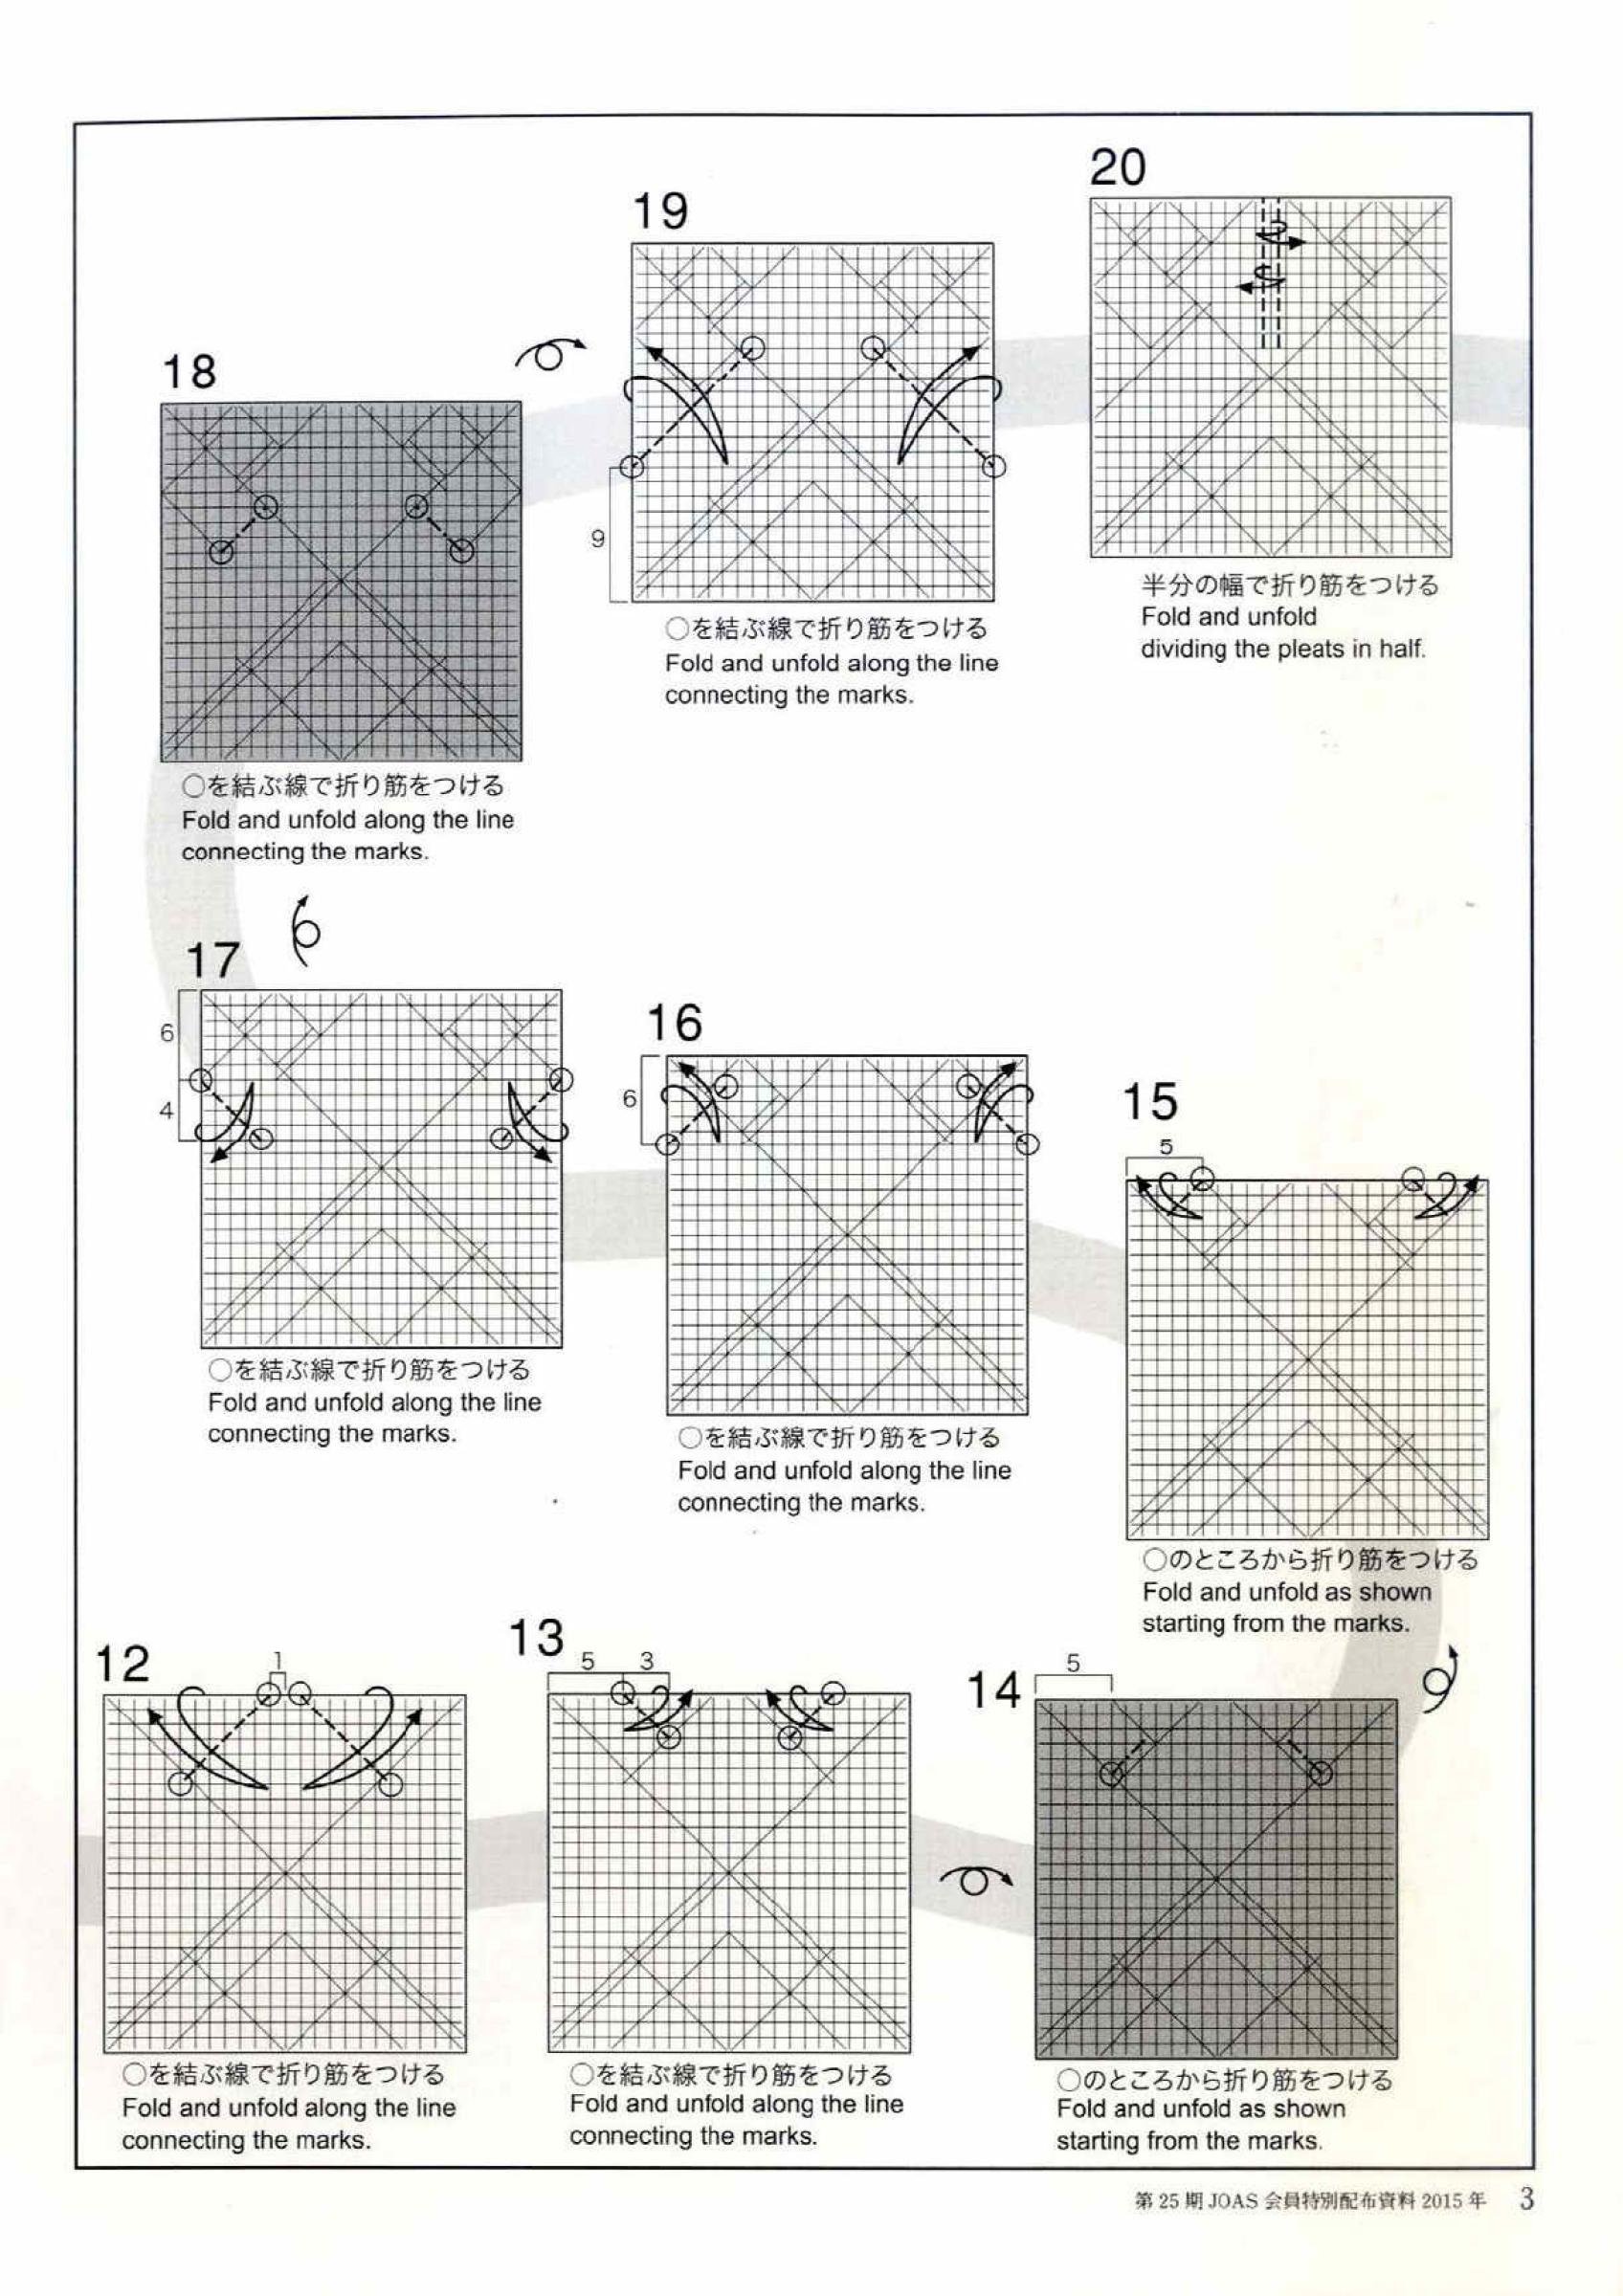 12
1
○を結ぶ線で折り筋をつける
Fold and unfold along the line
connecting the marks.
13
5 3
○を結ぶ線で折り筋をつける
Fold and unfold along the line
connecting the marks.
14
5
○のところから折り筋をつける
Fold and unfold as shown
starting from the marks.
15
5
○のところから折り筋をつける
Fold and unfold as shown
starting from the marks.
16
6
○を結ぶ線で折り筋をつける
Fold and unfold along the line
connecting the marks.
17
6
4
○を結ぶ線で折り筋をつける
Fold and unfold along the line
connecting the marks.
18
○を結ぶ線で折り筋をつける
Fold and unfold along the line
connecting the marks.
19
9
○を結ぶ線で折り筋をつける
Fold and unfold along the line
connecting the marks.
20
半分の幅で折り筋をつける
Fold and unfold
dividing the pleats in half.
第 25 期 JOAS 会員特別配布資料 2015 年 3